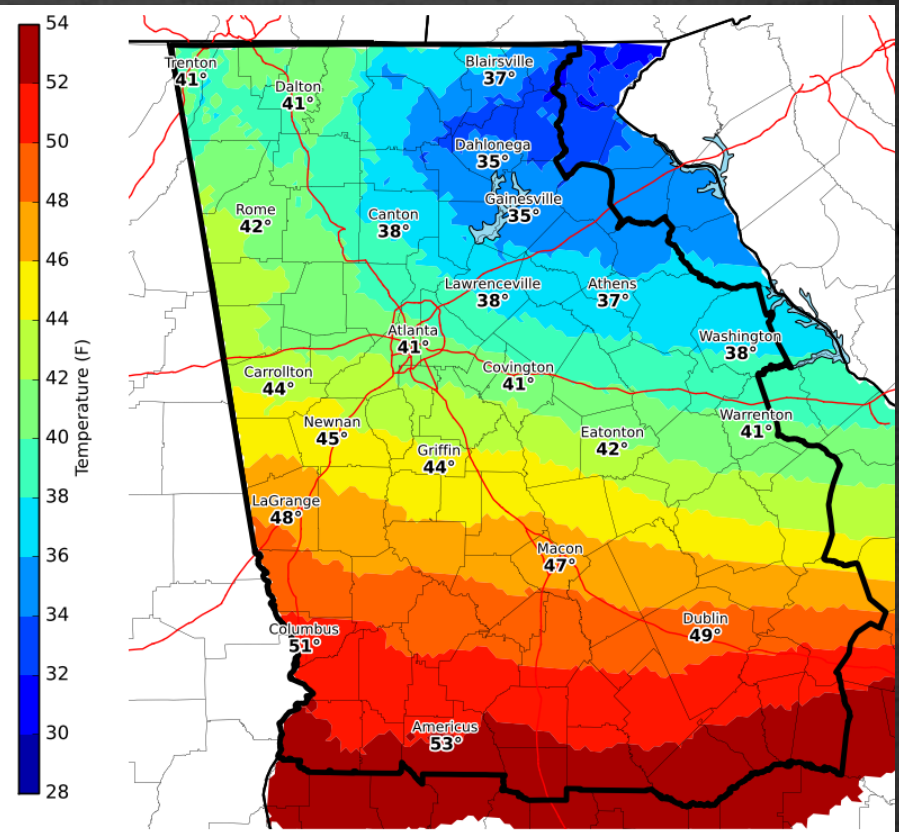 54
52
50
48
46
44
42
40
38
36
34
32
30
28
Temperature (F)
Trenton
41°
Dalton
41°
Blairsville
37°
Dahlonega
35°
Gainesville
35°
Rome
42°
Canton
38°
Lawrenceville
38°
Athens
37°
Atlanta
41°
Washington
38°
Carrollton
44°
Covington
41°
Newnan
45°
Warrenton
41°
Griffin
44°
Eatonton
42°
LaGrange
48°
Macon
47°
Columbus
51°
Dublin
49°
Americus
53°